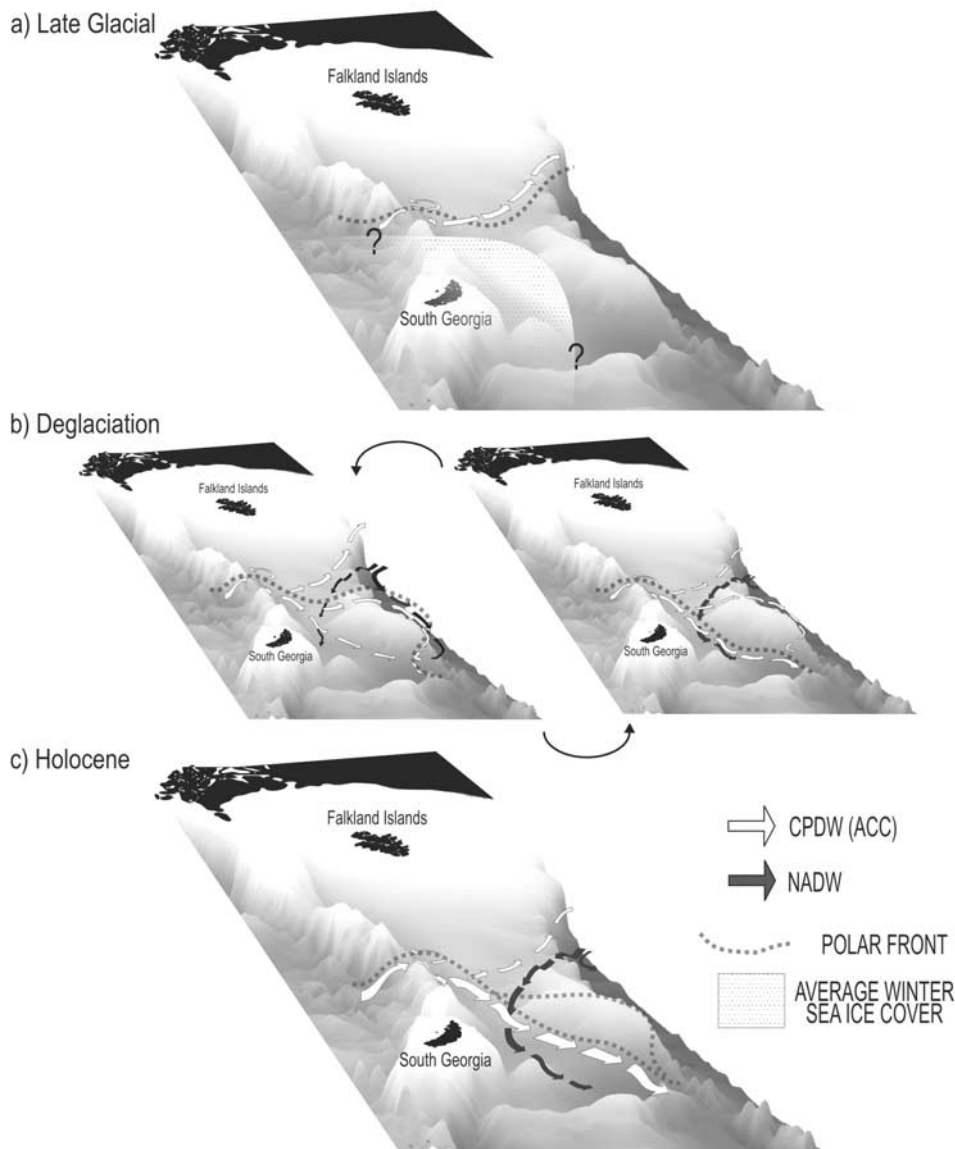 a) Late Glacial
Falkland Islands
?
South Georgia
?
b) Deglaciation
Falkland Islands
South Georgia
Falkland Islands
South Georgia
c) Holocene
Falkland Islands
South Georgia
CPDW (ACC)
NADW
POLAR FRONT
AVERAGE WINTER
SEA ICE COVER